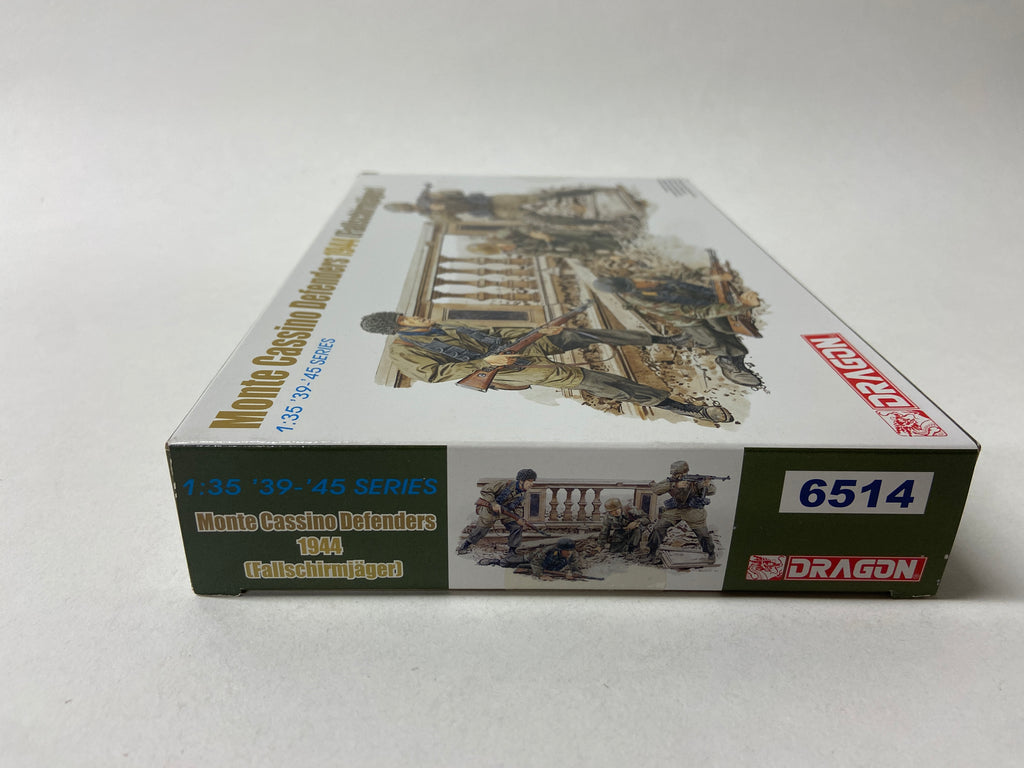 Monte Cassino Defenders 1944 (Fallschirmjäger)
1:35 '39-'45 SERIES
DRAGON
1:35 '39-'45 SERIES
Monte Cassino Defenders
1944
(Fallschirmjäger)
6514
DRAGON